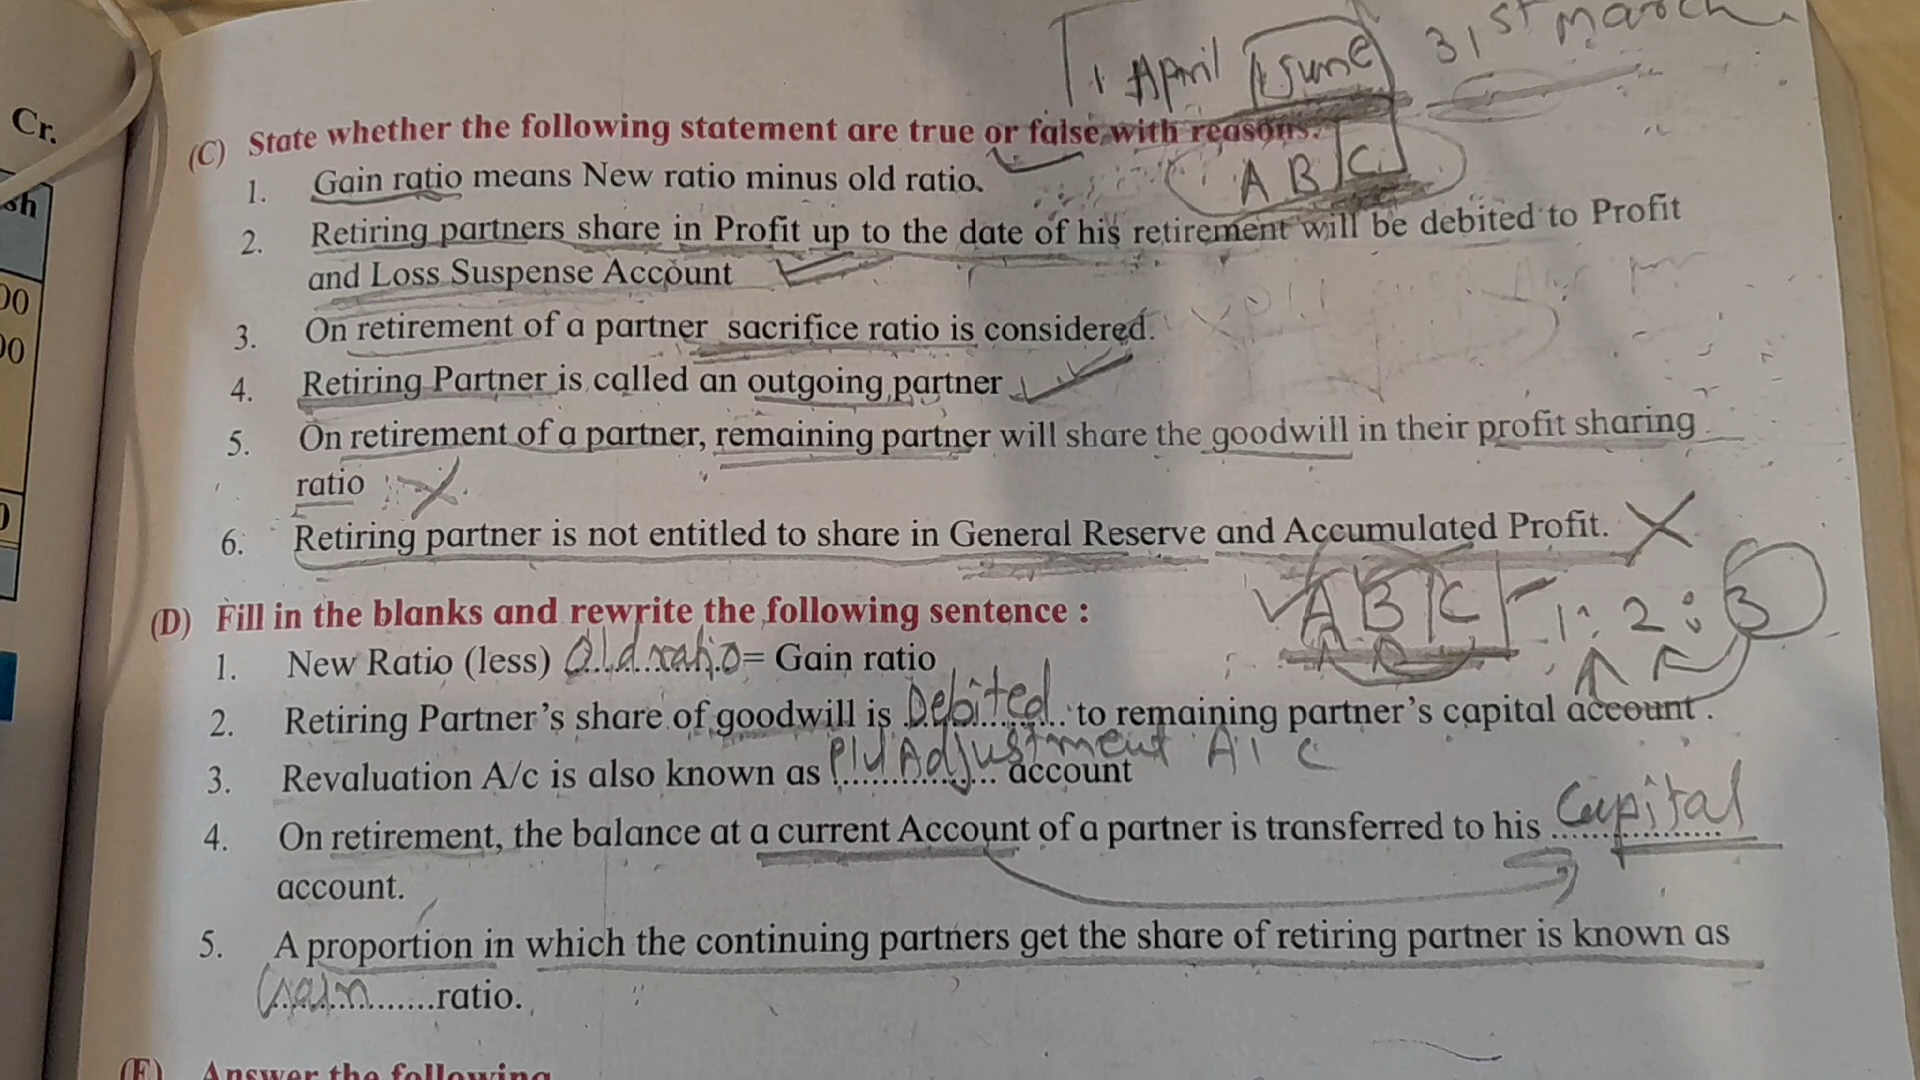 1 April 1 June 31st March
Cr.
(C) State whether the following statement are true or false with reasons.
1. Gain ratio means New ratio minus old ratio.
A B C
2. Retiring partners share in Profit up to the date of his retirement will be debited to Profit
and Loss Suspense Account
3. On retirement of a partner sacrifice ratio is considered.
4. Retiring Partner is called an outgoing partner
5. On retirement of a partner, remaining partner will share the goodwill in their profit sharing
ratio
6. Retiring partner is not entitled to share in General Reserve and Accumulated Profit.
A B C 1 : 2 : 3
(D) Fill in the blanks and rewrite the following sentence :
1. New Ratio (less) Old ratio = Gain ratio
2. Retiring Partner's share of goodwill is Debited to remaining partner's capital account.
3. Revaluation A/c is also known as Adjustment A/C account
4. On retirement, the balance at a current Account of a partner is transferred to his Capital
account.
5. A proportion in which the continuing partners get the share of retiring partner is known as
Gain ........ratio.
(E) Answer the following